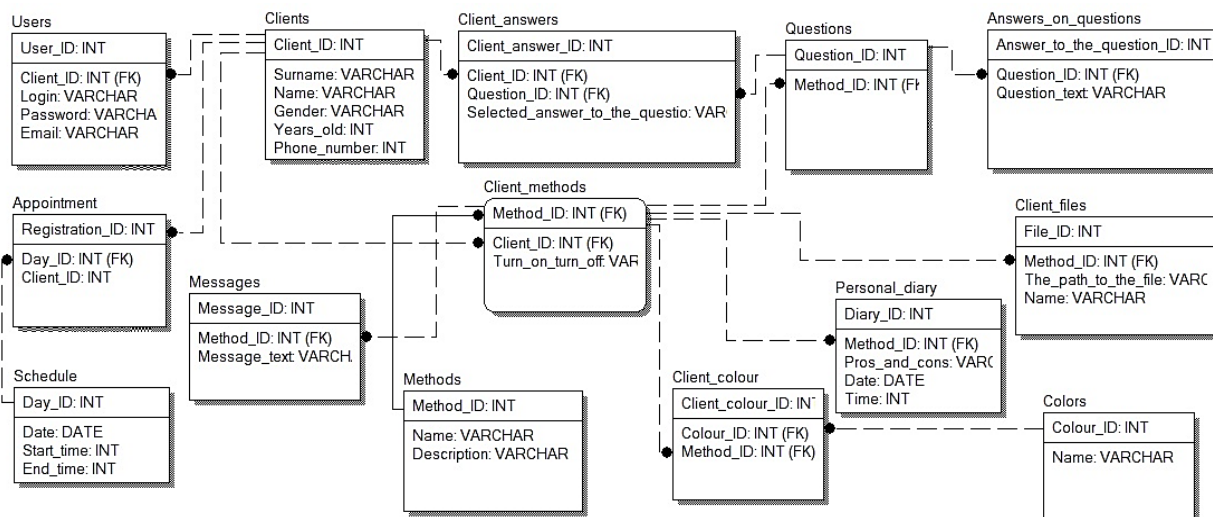 Users
User_ID: INT
Client_ID: INT (FK)
Login: VARCHAR
Password: VARCHA
Email: VARCHAR
Clients
Client_ID: INT
Surname: VARCHAR
Name: VARCHAR
Gender: VARCHAR
Years_old: INT
Phone_number: INT
Client_answers
Client_answer_ID: INT
Client_ID: INT (FK)
Question_ID: INT (FK)
Selected_answer_to_the_questio: VAR
Questions
Question_ID: INT
Method_ID: INT (FK
Answers_on_questions
Answer_to_the_question_ID: INT
Question_ID: INT (FK)
Question_text: VARCHAR
Appointment
Registration_ID: INT
Day_ID: INT (FK)
Client_ID: INT
Client_methods
Method_ID: INT (FK)
Client_ID: INT (FK)
Turn_on_turn_off: VAR
Client_files
File_ID: INT
Method_ID: INT (FK)
The_path_to_the_file: VARC
Name: VARCHAR
Messages
Message_ID: INT
Method_ID: INT (FK)
Message_text: VARCH
Personal_diary
Diary_ID: INT
Method_ID: INT (FK)
Pros_and_cons: VARC
Date: DATE
Time: INT
Schedule
Day_ID: INT
Date: DATE
Start_time: INT
End_time: INT
Methods
Method_ID: INT
Name: VARCHAR
Description: VARCHAR
Client_colour
Client_colour_ID: INT
Colour_ID: INT (FK)
Method_ID: INT (FK)
Colors
Colour_ID: INT
Name: VARCHAR